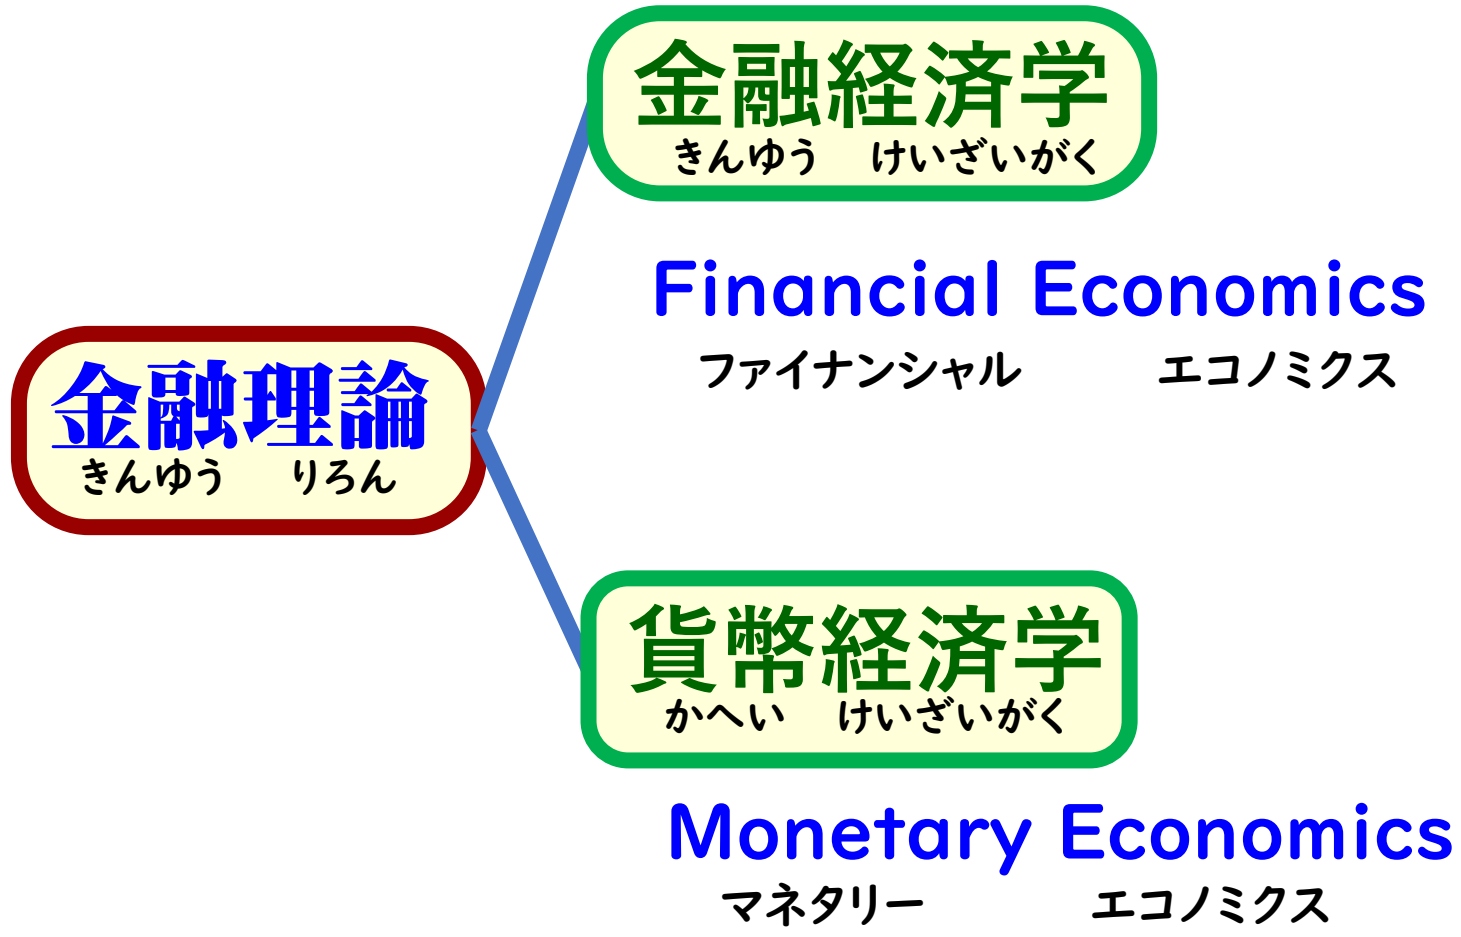 金融経済学
きんゆう けいざいがく
Financial Economics
ファイナンシャル エコノミクス
金融理論
きんゆう りろん
貨幣経済学
かへい けいざいがく
Monetary Economics
マネタリー エコノミクス